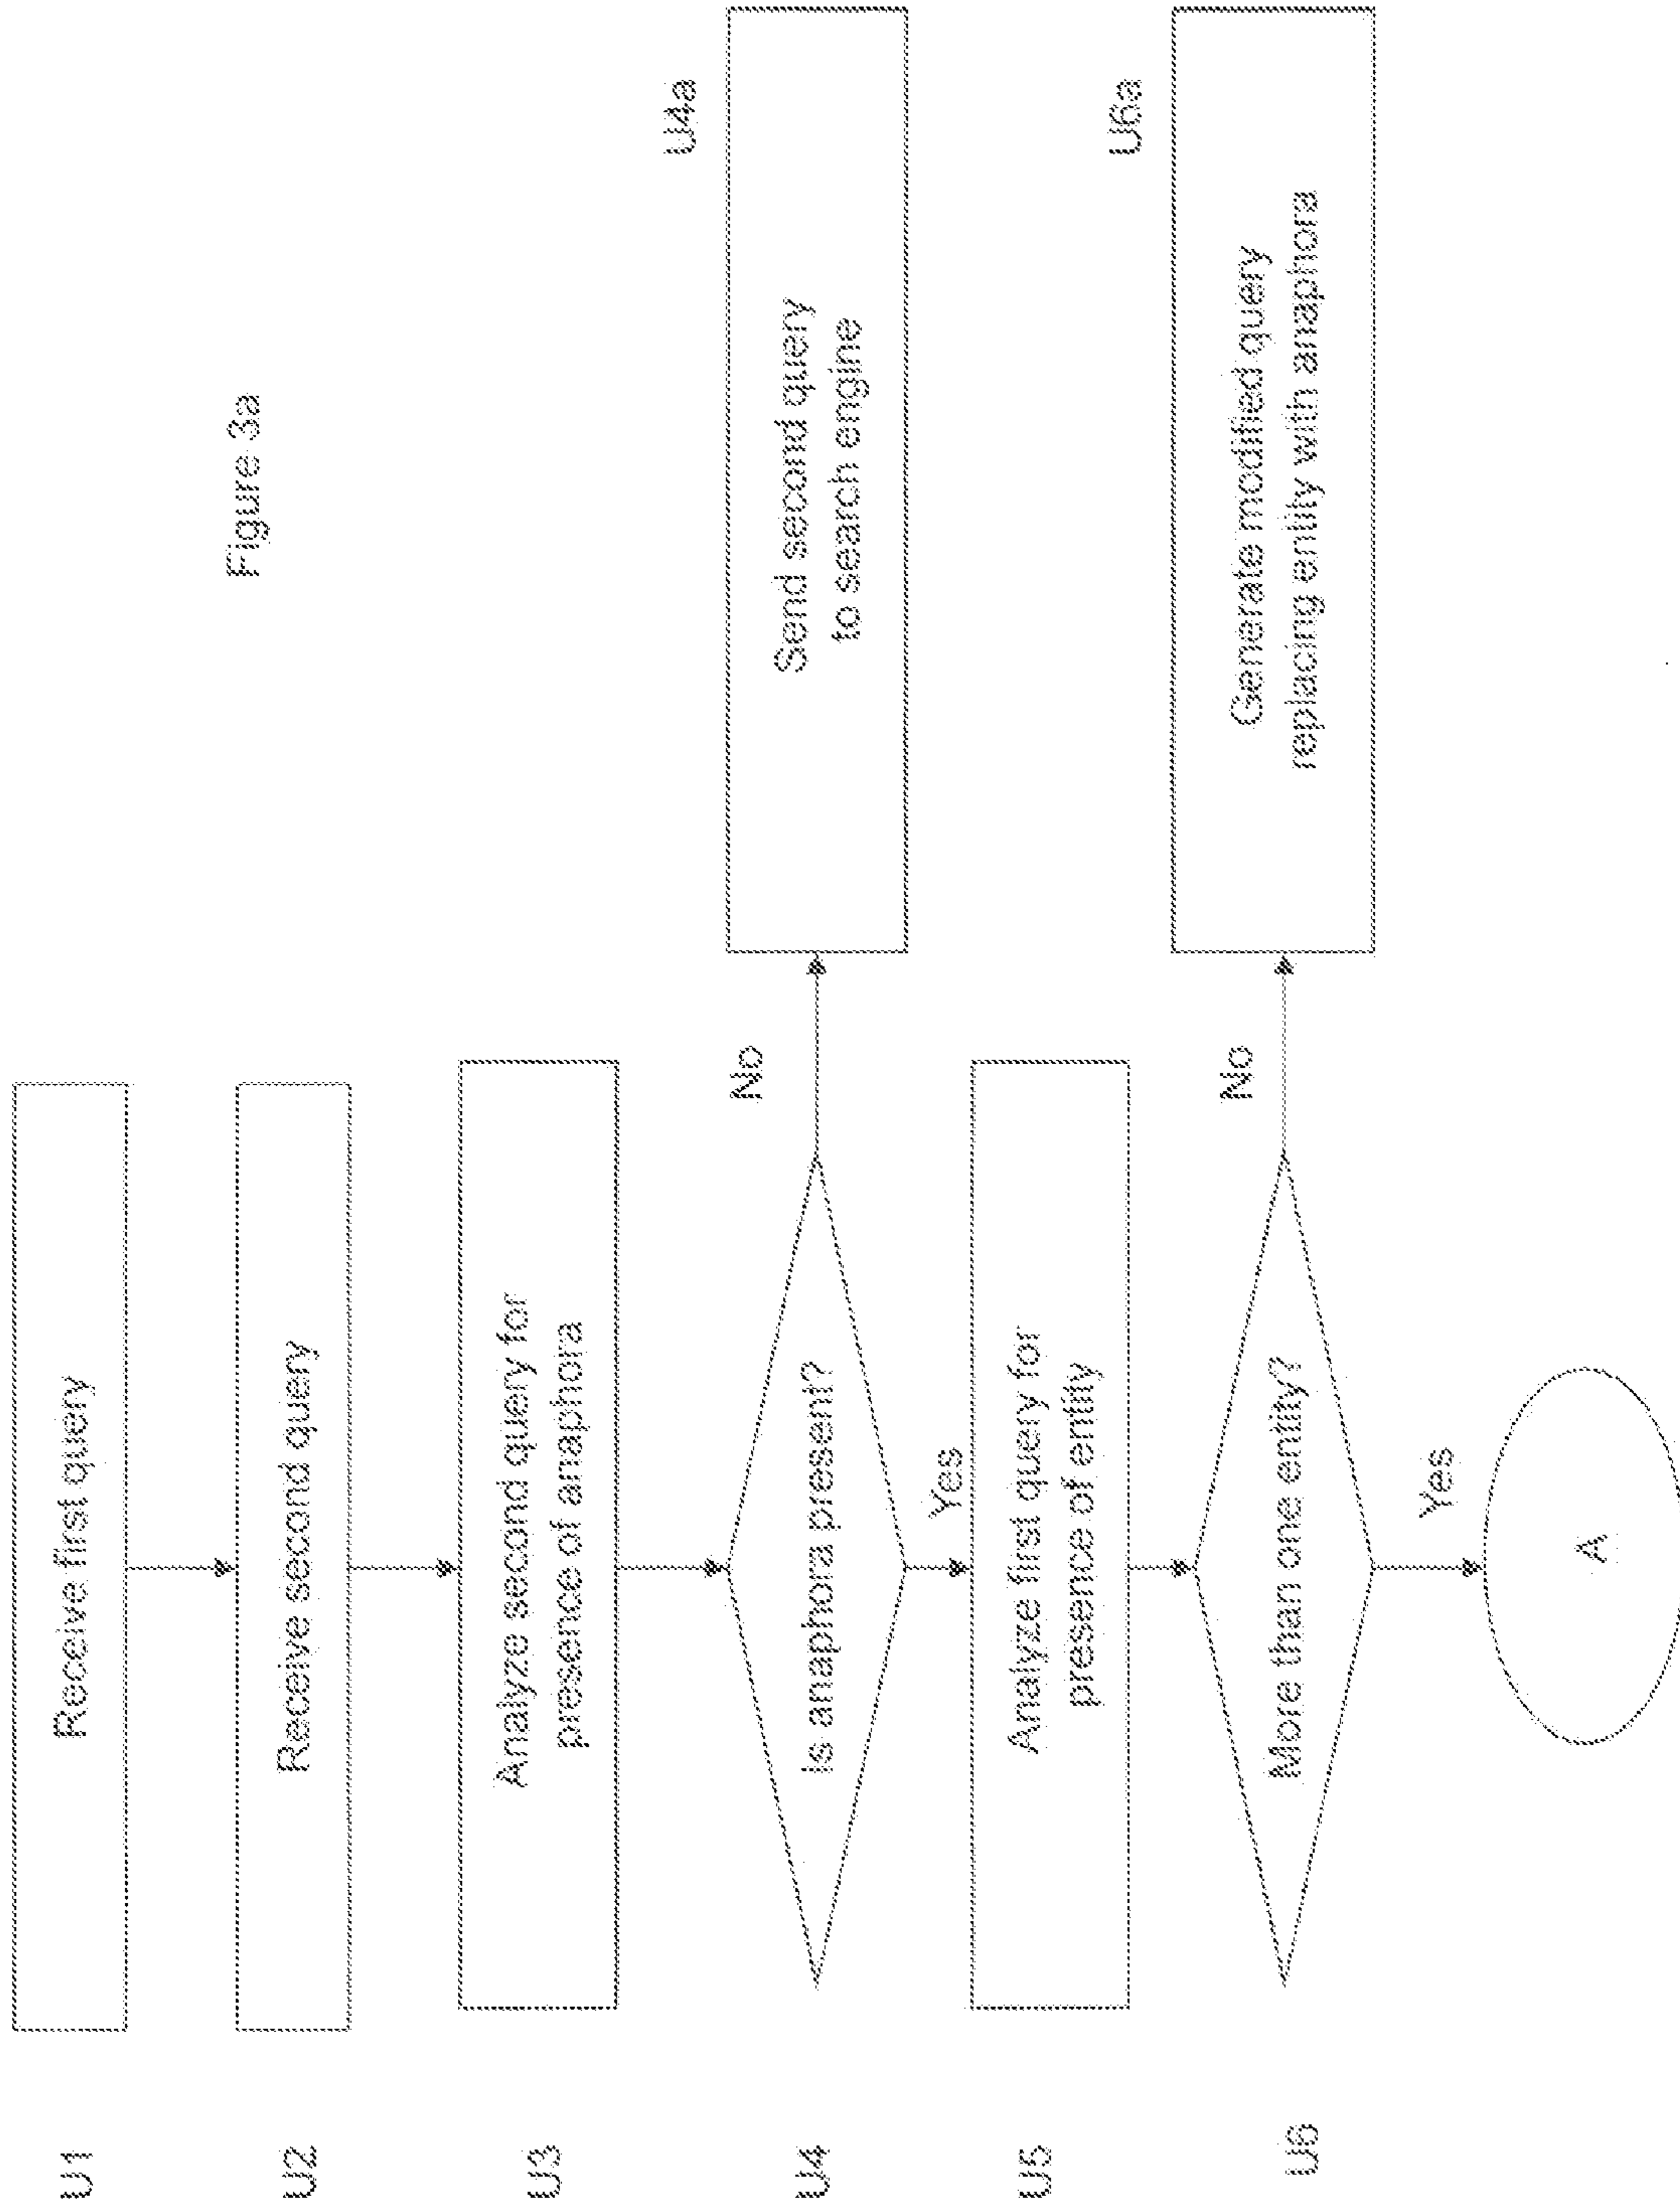 Figure 3a
U1
Receive first query
U2
Receive second query
U3
Analyze second query for
presence of anaphora
U4
Is anaphora present?
No
U4a
Send second query
to search engine
Yes
U5
Analyze first query for
presence of entity
U6
More than one entity?
No
U6a
Generate modified query
replacing entity with anaphora
Yes
A